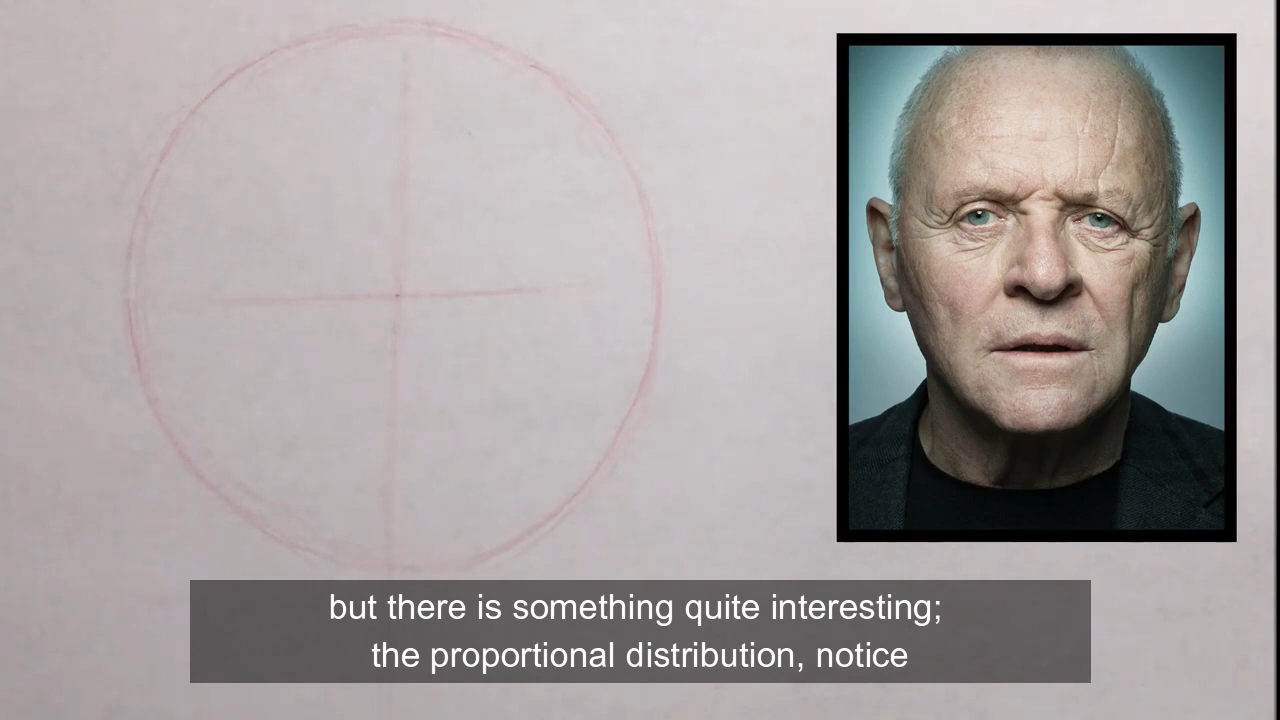 but there is something quite interesting;
the proportional distribution, notice